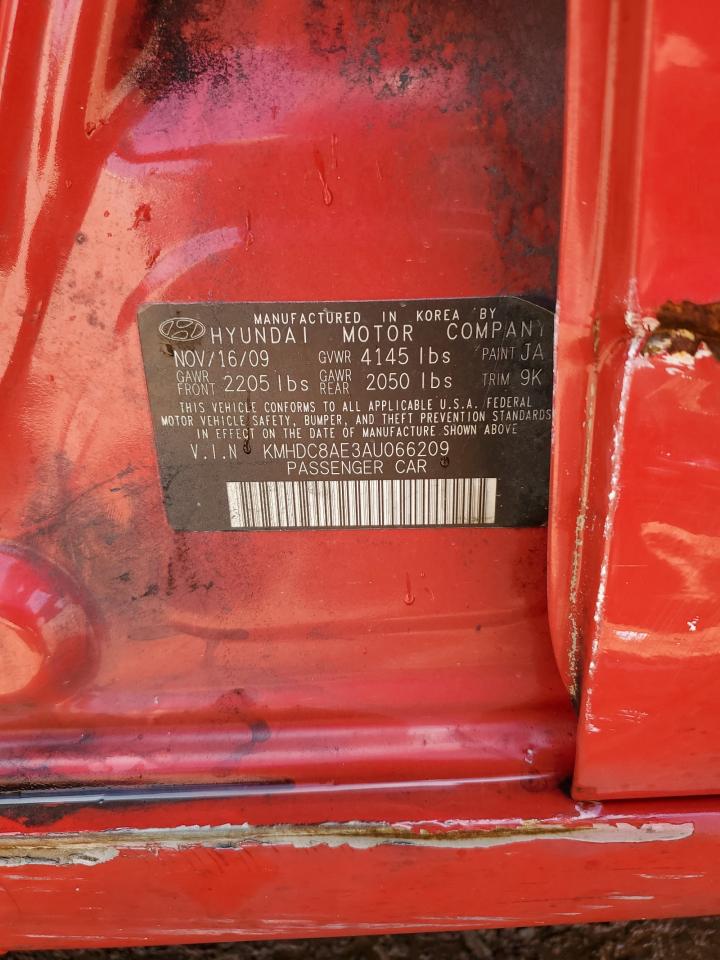 MANUFACTURED IN KOREA BY
HYUNDAI MOTOR COMPANY
NOV/16/09 GVWR 4145 lbs PAINT JA
GAWR FRONT 2205 lbs GAWR REAR 2050 lbs TRIM 9K
THIS VEHICLE CONFORMS TO ALL APPLICABLE U.S.A. FEDERAL
MOTOR VEHICLE SAFETY, BUMPER, AND THEFT PREVENTION STANDARDS
IN EFFECT ON THE DATE OF MANUFACTURE SHOWN ABOVE
V.I.N KMHDC8AE3AU066209
PASSENGER CAR